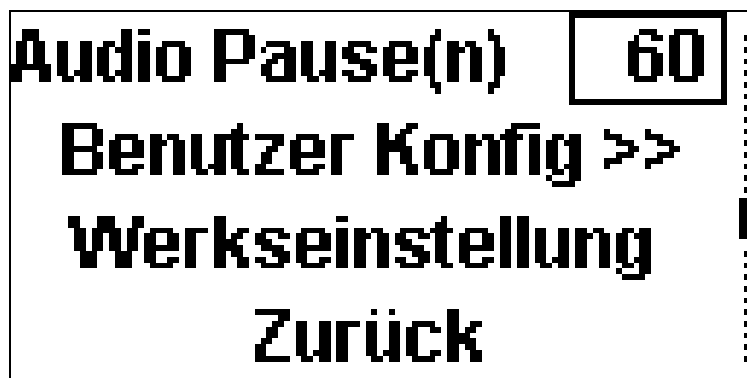 Audio Pause(n) 60
Benutzer Konfig >>
Werkseinstellung
Zurück